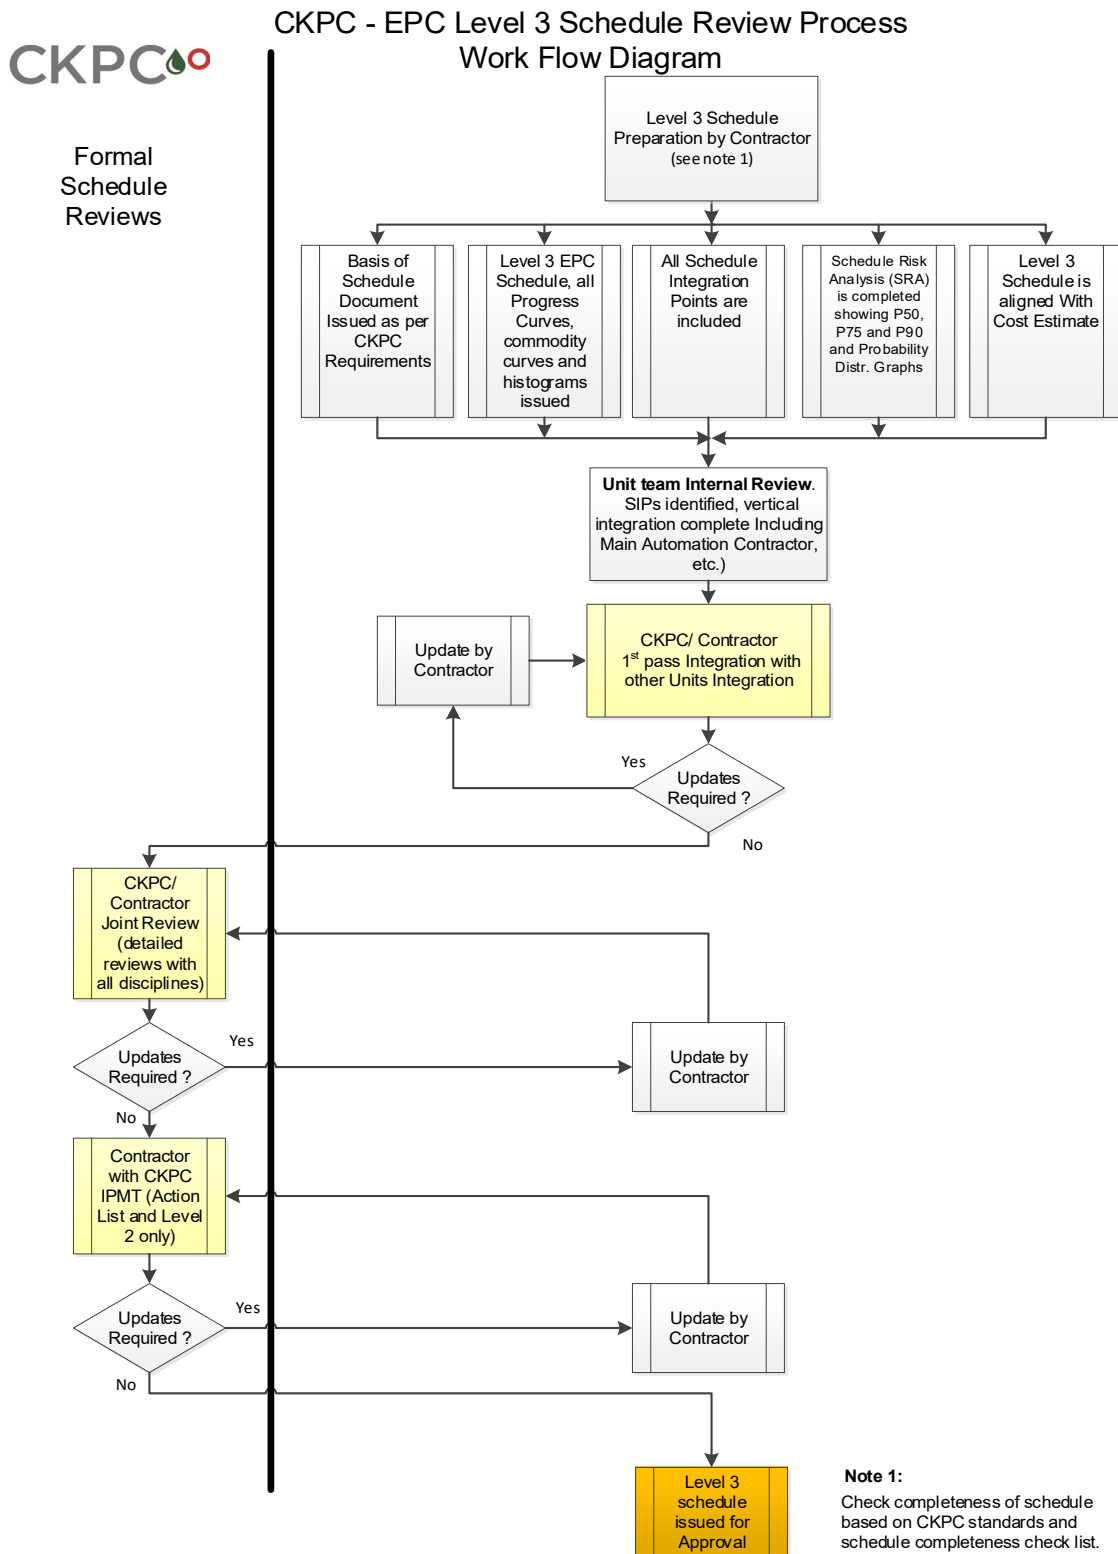 CKPC - EPC Level 3 Schedule Review Process
Work Flow Diagram
CKPC
Formal
Schedule
Reviews
Level 3 Schedule
Preparation by Contractor
(see note 1)
Basis of
Schedule
Document
Issued as per
CKPC
Requirements
Level 3 EPC
Schedule, all
Progress
Curves,
commodity
curves and
histograms
issued
All Schedule
Integration
Points are
included
Schedule Risk
Analysis (SRA)
is completed
showing P50,
P75 and P90
and Probability
Distr. Graphs
Level 3
Schedule is
aligned With
Cost Estimate
Unit team Internal Review.
SIPs identified, vertical
integration complete Including
Main Automation Contractor,
etc.)
Update by
Contractor
CKPC/ Contractor
1st pass Integration with
other Units Integration
Yes
Updates
Required ?
No
CKPC/
Contractor
Joint Review
(detailed
reviews with
all disciplines)
Updates
Required ?
Yes
Update by
Contractor
No
Contractor
with CKPC
IPMT (Action
List and Level
2 only)
Updates
Required ?
Yes
Update by
Contractor
No
Level 3
schedule
issued for
Approval
Note 1:
Check completeness of schedule
based on CKPC standards and
schedule completeness check list.